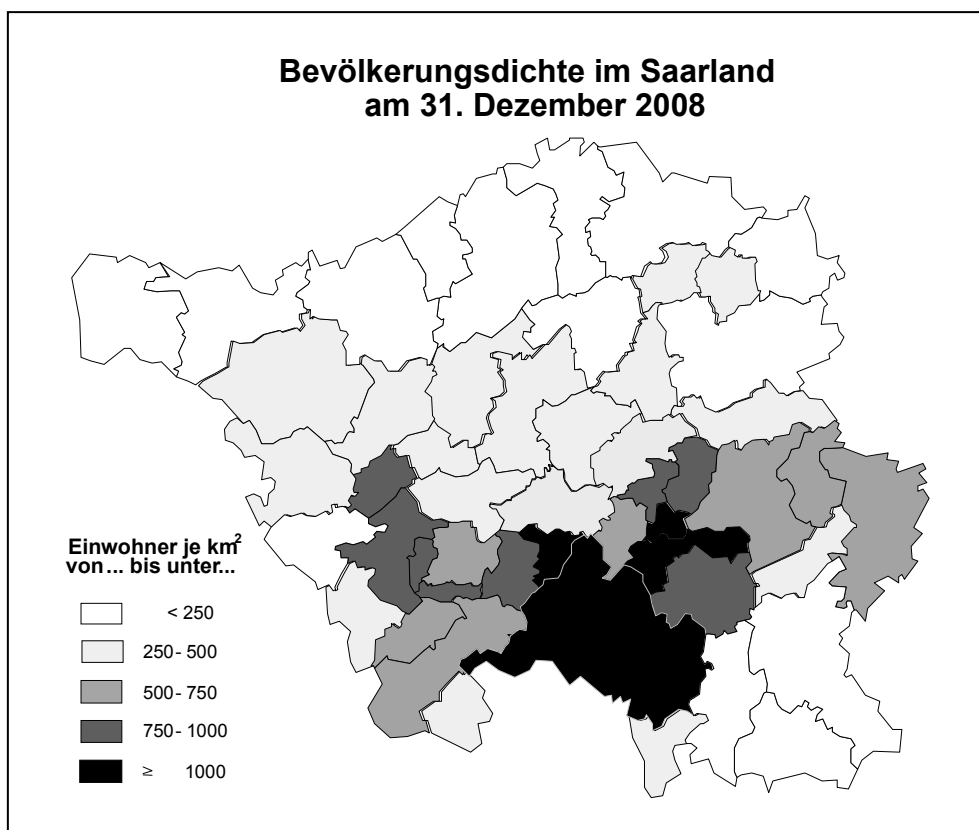 Bevölkerungsdichte im Saarland
am 31. Dezember 2008
Einwohner je km²
von... bis unter...
< 250
250 - 500
500 - 750
750 - 1000
≥ 1000